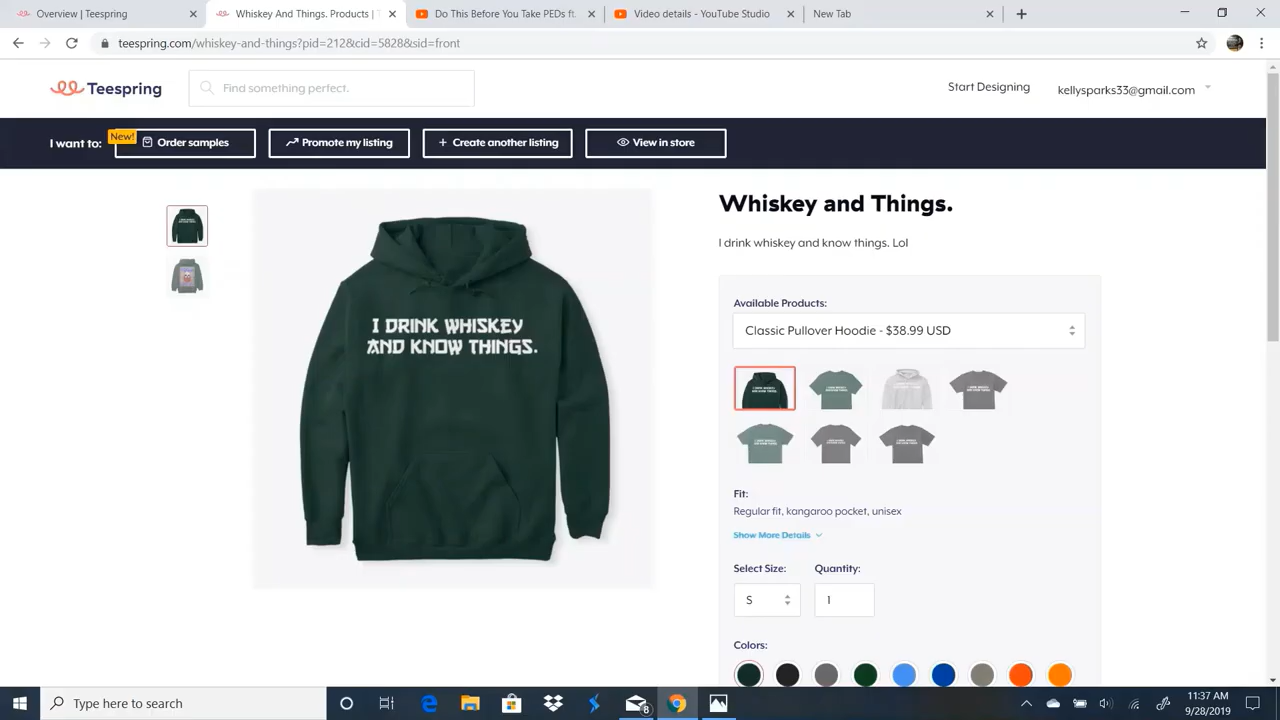 Overview | Teespring
Whiskey And Things. Products | T
Do This Before You Take PEDs ft.
Video details - YouTube Studio
New Tab
teespring.com/whiskey-and-things?pid=212&cid=5828&sid=front
Teespring
Find something perfect.
Start Designing
kellysparks33@gmail.com
I want to:
New!
Order samples
Promote my listing
+ Create another listing
View in store
Whiskey and Things.
I drink whiskey and know things. Lol
I DRINK WHISKEY
AND KNOW THINGS.
Available Products:
Classic Pullover Hoodie - $38.99 USD
Fit:
Regular fit, kangaroo pocket, unisex
Show More Details
Select Size:
Quantity:
S
1
Colors:
Type here to search
8
11:37 AM
9/28/2019